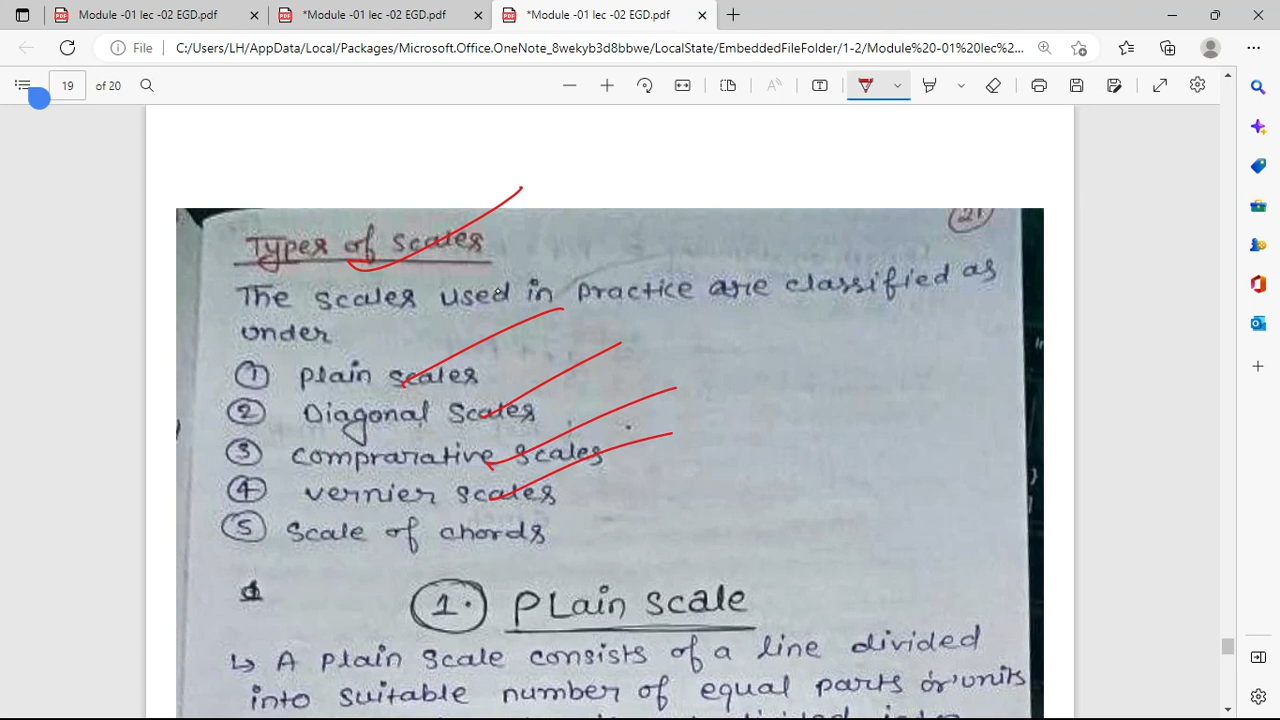 Module -01 lec -02 EGD.pdf
*Module -01 lec -02 EGD.pdf
*Module -01 lec -02 EGD.pdf
File
C:/Users/LH/AppData/Local/Packages/Microsoft.Office.OneNote_8wekyb3d8bbwe/LocalState/EmbeddedFileFolder/1-2/Module%20-01%20lec%2...
19 of 20
21
Types of scales
The scales used in practice are classified as
under
① plain scales
② Diagonal Scales
③ comprarative scales
④ vernier scales
⑤ scale of chords
1. PLain scale
↳ A plain scale consists of a line divided
into suitable number of equal parts or units